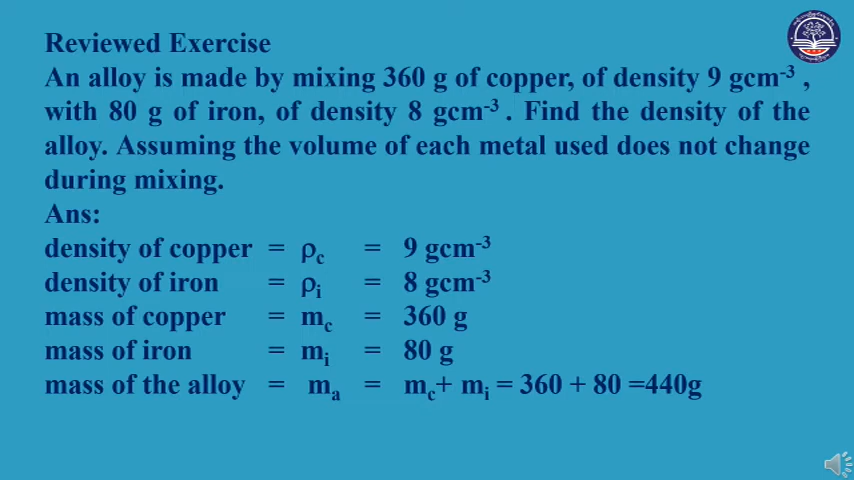 Reviewed Exercise
An alloy is made by mixing 360 g of copper, of density 9 gcm⁻³ ,
with 80 g of iron, of density 8 gcm⁻³ . Find the density of the
alloy. Assuming the volume of each metal used does not change
during mixing.
Ans:
density of copper = ρc = 9 gcm⁻³
density of iron = ρi = 8 gcm⁻³
mass of copper = mc = 360 g
mass of iron = mi = 80 g
mass of the alloy = ma = mc+ mi = 360 + 80 =440g